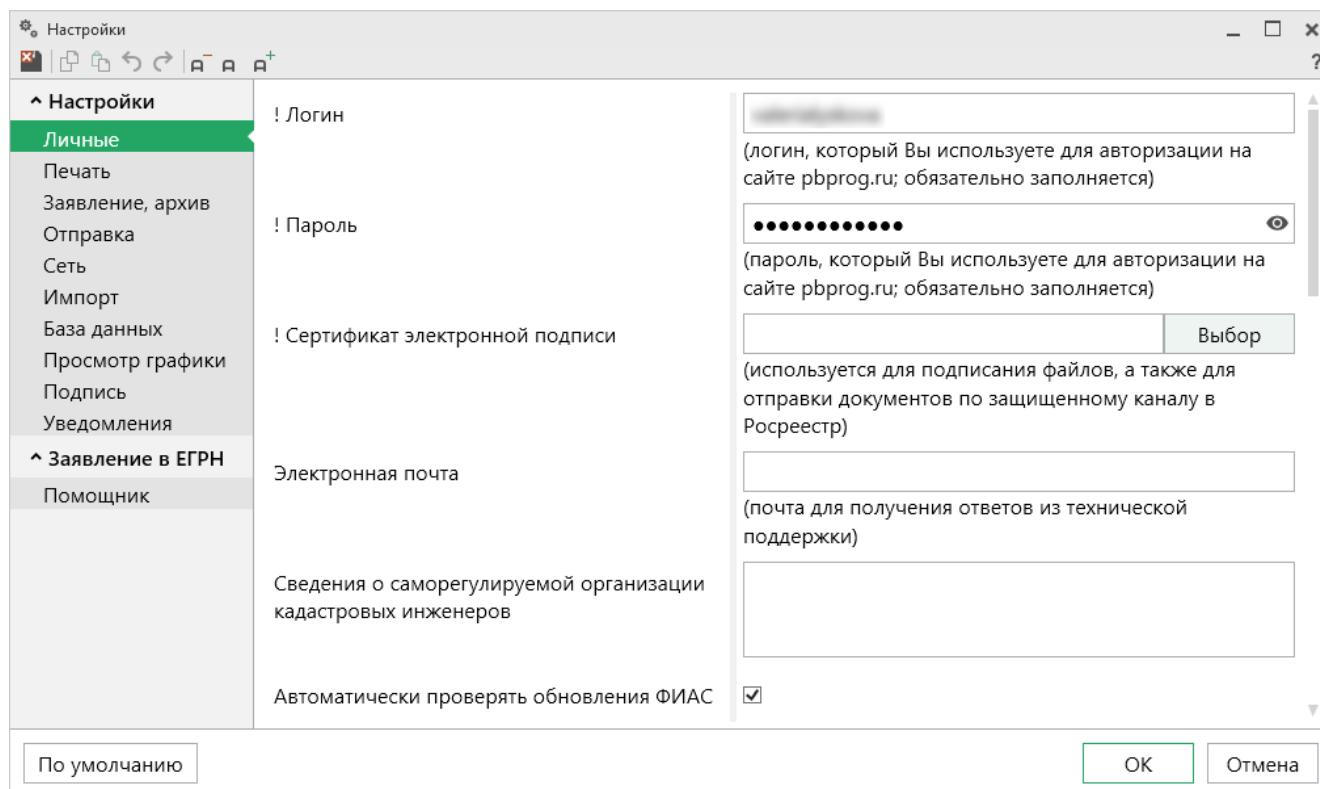 Настройки
?
Настройки
Личные
Печать
Заявление, архив
Отправка
Сеть
Импорт
База данных
Просмотр графики
Подпись
Уведомления
Заявление в ЕГРН
Помощник
! Логин
(логин, который Вы используете для авторизации на
сайте pbprog.ru; обязательно заполняется)
! Пароль
(пароль, который Вы используете для авторизации на
сайте pbprog.ru; обязательно заполняется)
! Сертификат электронной подписи
Выбор
(используется для подписания файлов, а также для
отправки документов по защищенному каналу в
Росреестр)
Электронная почта
(почта для получения ответов из технической
поддержки)
Сведения о саморегулируемой организации
кадастровых инженеров
Автоматически проверять обновления ФИАС
По умолчанию
ОК
Отмена